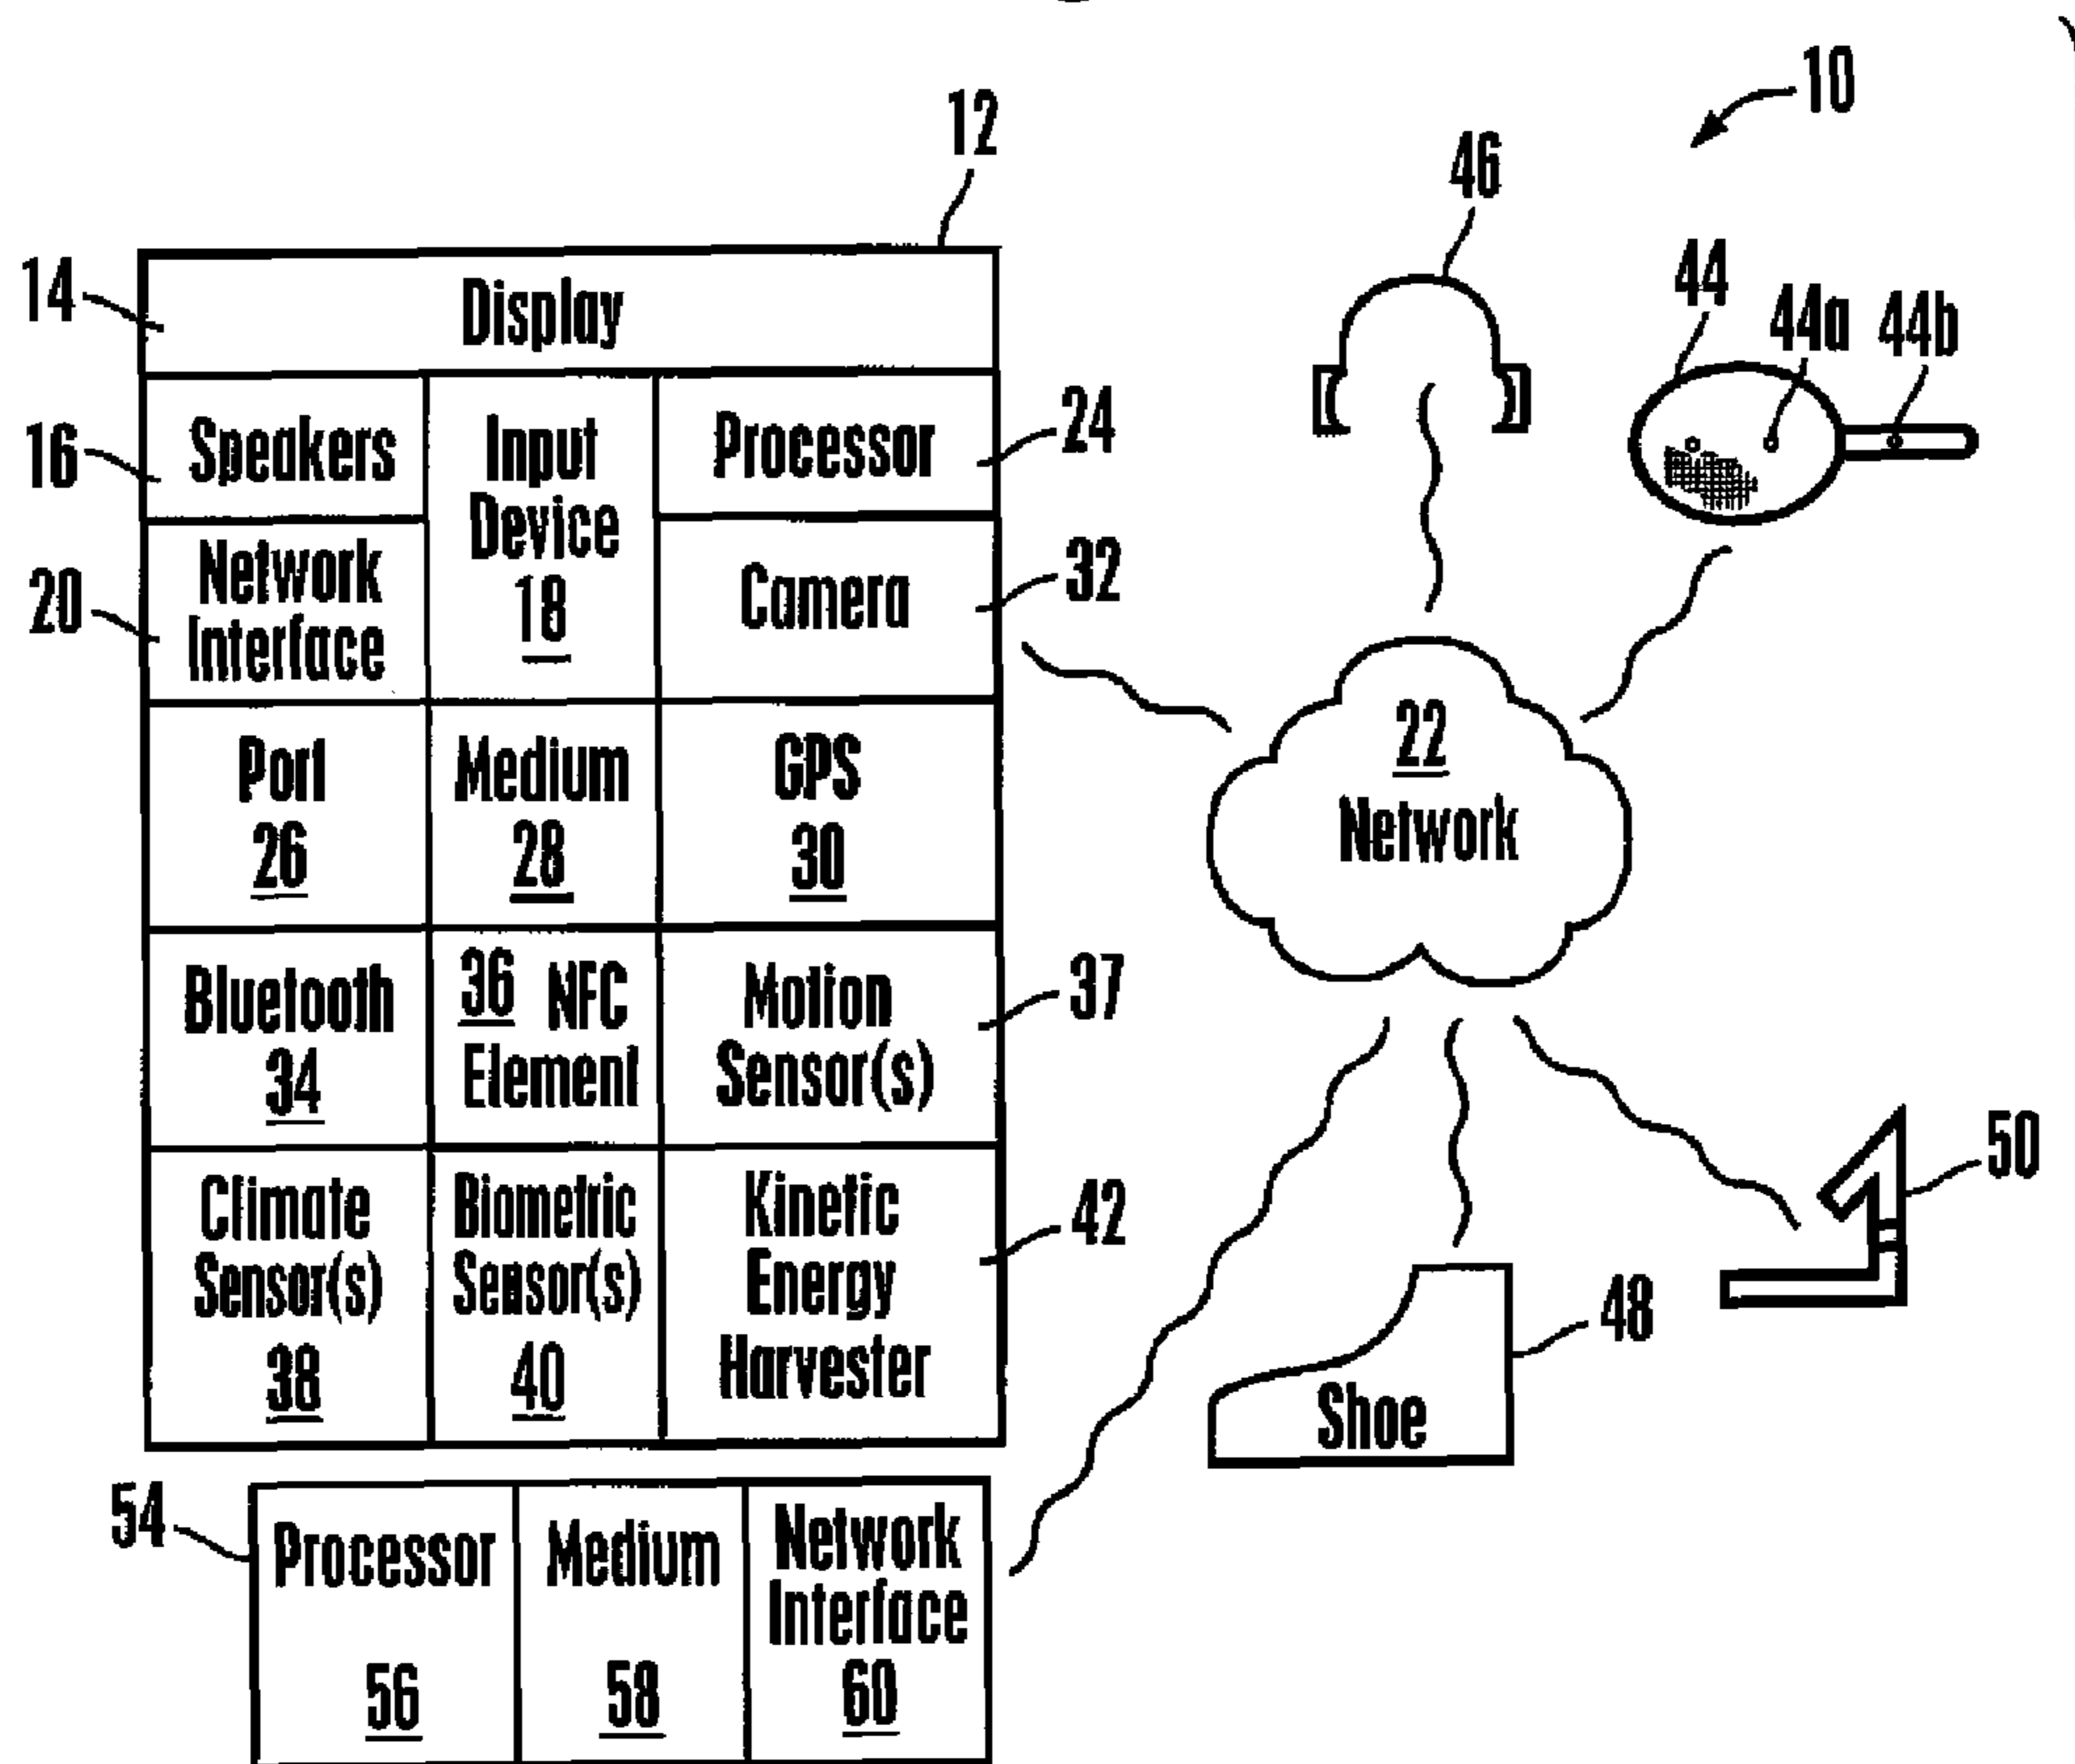 10
12
46
44
44a
44b
14
Display
16
Speakers
Input
Device
18
Processor
24
20
Network
Interface
Camera
32
22
Network
Port
26
Medium
28
GPS
30
Bluetooth
34
36 NFC
Element
Motion
Sensor(s)
37
Climate
Sensor(s)
38
Biometric
Sensor(s)
40
Kinetic
Energy
Harvester
42
50
48
Shoe
54
Processor
56
Medium
58
Network
Interface
60